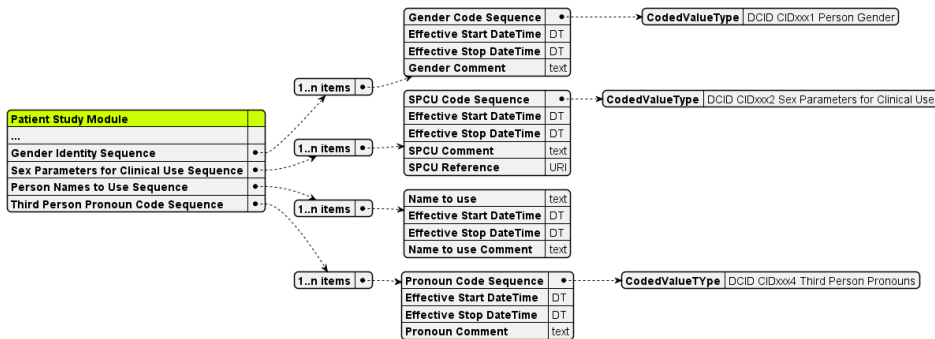 Gender Code Sequence
CodedValueType DCID CIDxxx1 Person Gender
Effective Start DateTime DT
Effective Stop DateTime DT
Gender Comment text
1..n items
SPCU Code Sequence
CodedValueType DCID CIDxxx2 Sex Parameters for Clinical Use
Effective Start DateTime DT
Effective Stop DateTime DT
SPCU Comment text
SPCU Reference URI
1..n items
Patient Study Module
...
Gender Identity Sequence
Sex Parameters for Clinical Use Sequence
Person Names to Use Sequence
Third Person Pronoun Code Sequence
1..n items
Name to use text
Effective Start DateTime DT
Effective Stop DateTime DT
Name to use Comment text
1..n items
Pronoun Code Sequence
CodedValueTYpe DCID CIDxxx4 Third Person Pronouns
Effective Start DateTime DT
Effective Stop DateTime DT
Pronoun Comment text